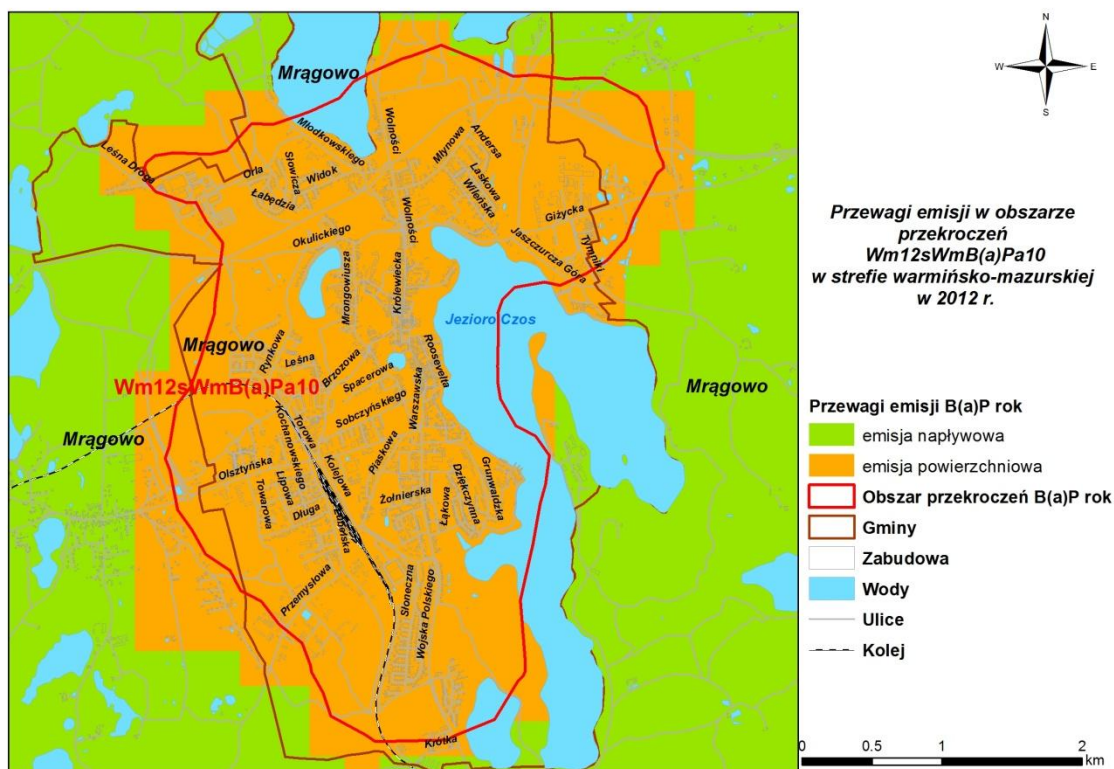 Mrągowo
Leśna Droga
Orla
Słowicza
Łabędzia
Widok
Młodkowskiego
Wolności
Młynowa
Andersa
Laskowa
Wileńska
Giżycka
Tymniki
Jaszczurcza Góra
Okulickiego
Wolności
Mrongowiusza
Królewiecka
Jezioro Czos
Mrągowo
Rynkowa
Leśna
Brzozowa
Spacerowa
Roosevelta
Warszawska
Sobczyńskiego
Wm12sWmB(a)Pa10
Mrągowo
Mrągowo
Kochanowskiego
Torowa
Kolejowa
Piaskowa
Olsztyńska
Lipowa
Towarowa
Długa
Lubelska
Żołnierska
Łąkowa
Dziękczynna
Grunwaldzka
Przemysłowa
Słoneczna
Wojska Polskiego
Krótka
N
W
E
S
Przewagi emisji w obszarze
przekroczeń
Wm12sWmB(a)Pa10
w strefie warmińsko-mazurskiej
w 2012 r.
Przewagi emisji B(a)P rok
emisja napływowa
emisja powierzchniowa
Obszar przekroczeń B(a)P rok
Gminy
Zabudowa
Wody
Ulice
Kolej
0 0.5 1 2
km